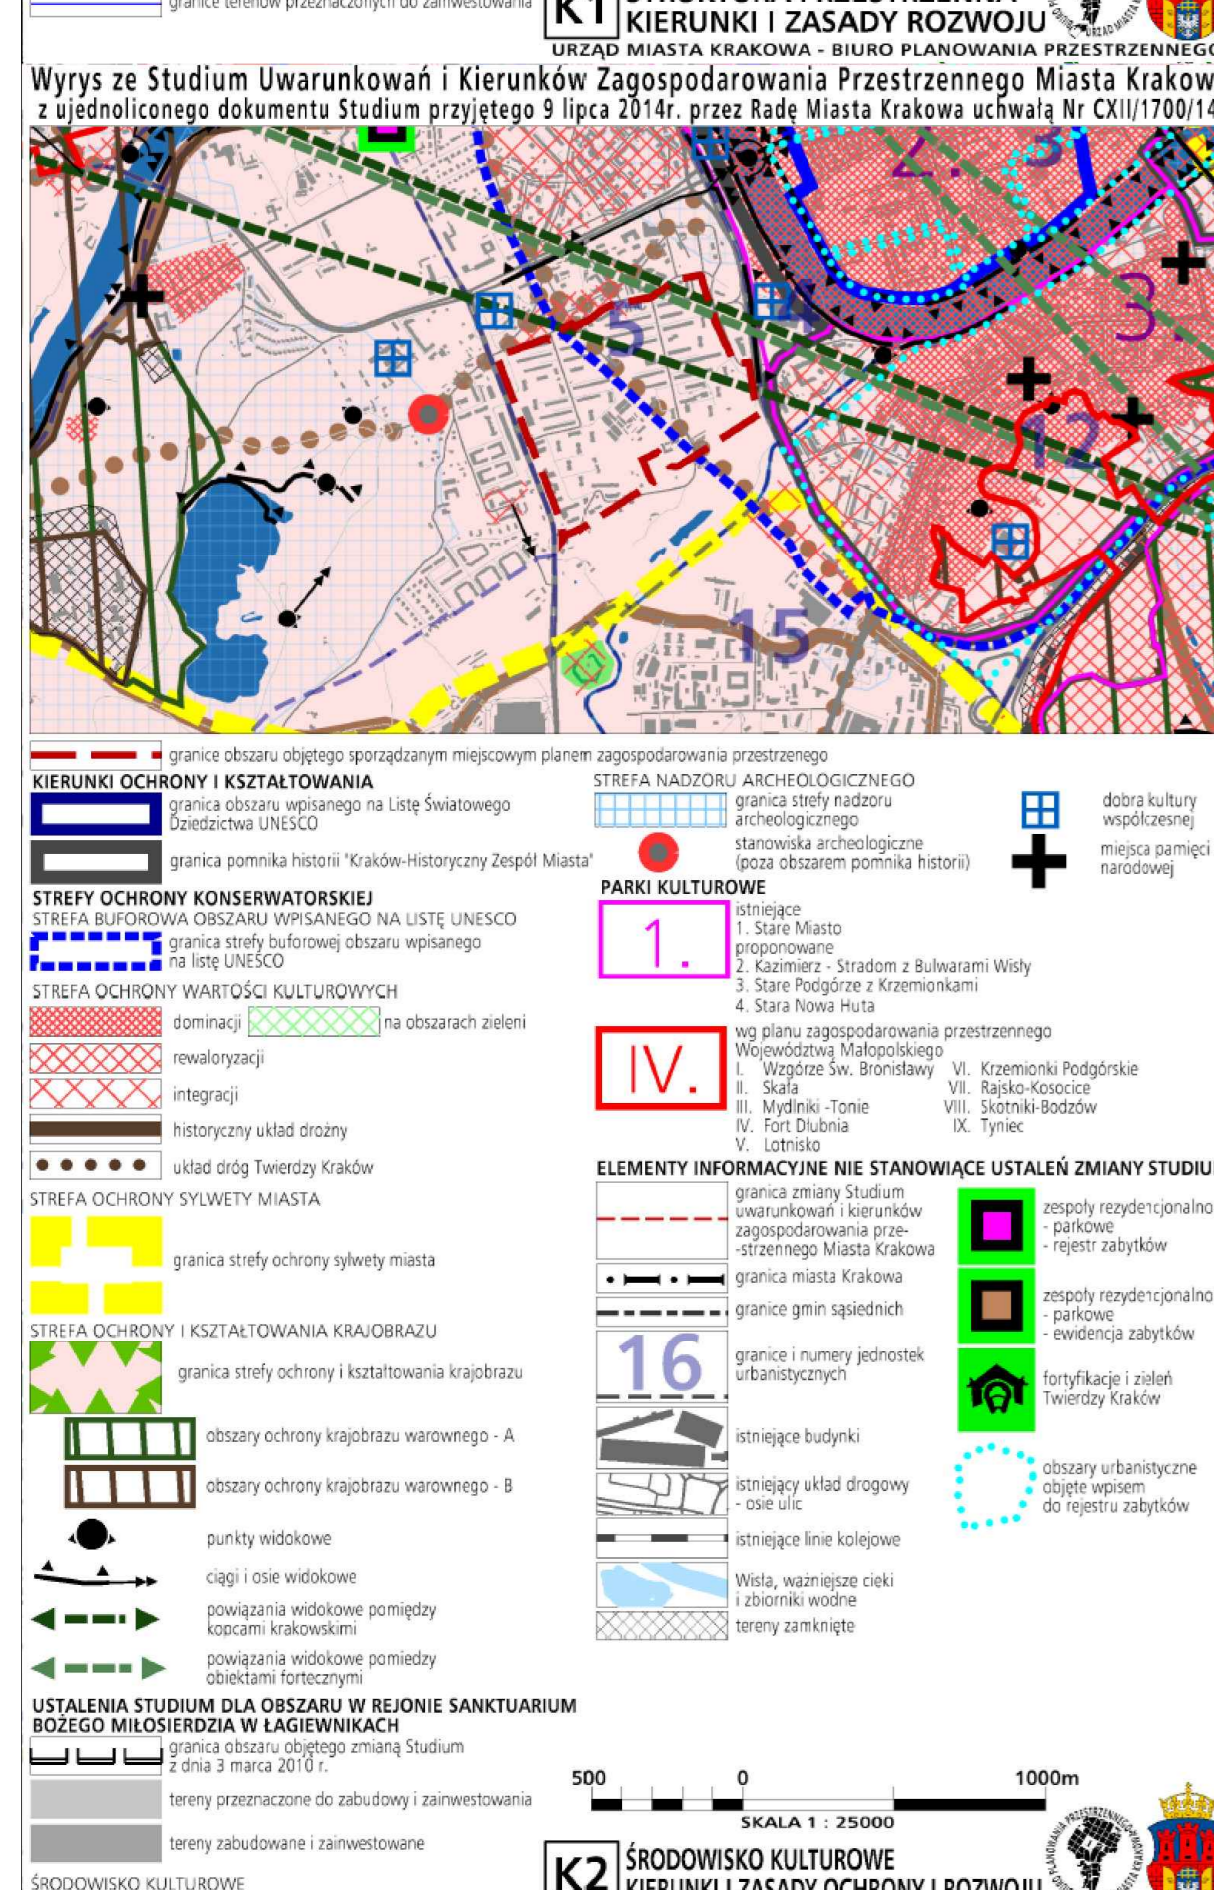 granice terenów przeznaczonych do zainwestowania
K1
KIERUNKI I ZASADY ROZWOJU
URZĄD MIASTA KRAKOWA - BIURO PLANOWANIA PRZESTRZENNEGO
Wyrys ze Studium Uwarunkowań i Kierunków Zagospodarowania Przestrzennego Miasta Krakow
z ujednoliconego dokumentu Studium przyjętego 9 lipca 2014r. przez Radę Miasta Krakowa uchwałą Nr CXII/1700/14
2.
3
5
4
3.
12
15
granice obszaru objętego sporządzanym miejscowym planem zagospodarowania przestrzenego
KIERUNKI OCHRONY I KSZTAŁTOWANIA
granica obszaru wpisanego na Listę Światowego
Dziedzictwa UNESCO
granica pomnika historii "Kraków-Historyczny Zespół Miasta"
STREFY OCHRONY KONSERWATORSKIEJ
STREFA BUFOROWA OBSZARU WPISANEGO NA LISTĘ UNESCO
granica strefy buforowej obszaru wpisanego
na listę UNESCO
STREFA OCHRONY WARTOŚCI KULTUROWYCH
dominacji
na obszarach zieleni
rewaloryzacji
integracji
historyczny układ drożny
układ dróg Twierdzy Kraków
STREFA OCHRONY SYLWETY MIASTA
granica strefy ochrony sylwety miasta
STREFA OCHRONY I KSZTAŁTOWANIA KRAJOBRAZU
granica strefy ochrony i kształtowania krajobrazu
obszary ochrony krajobrazu warownego - A
obszary ochrony krajobrazu warownego - B
punkty widokowe
ciągi i osie widokowe
powiązania widokowe pomiędzy
kopcami krakowskimi
powiązania widokowe pomiedzy
obiektami fortecznymi
USTALENIA STUDIUM DLA OBSZARU W REJONIE SANKTUARIUM
BOŻEGO MIŁOSIERDZIA W ŁAGIEWNIKACH
granica obszaru objętego zmianą Studium
z dnia 3 marca 2010 r.
tereny przeznaczone do zabudowy i zainwestowania
tereny zabudowane i zainwestowane
ŚRODOWISKO KULTUROWE
STREFA NADZORU ARCHEOLOGICZNEGO
granica strefy nadzoru
archeologicznego
stanowiska archeologiczne
(poza obszarem pomnika historii)
dobra kultury
współczesnej
miejsca pamięci
narodowej
PARKI KULTUROWE
1.
istniejące
1. Stare Miasto
proponowane
2. Kazimierz - Stradom z Bulwarami Wisły
3. Stare Podgórze z Krzemionkami
4. Stara Nowa Huta
IV.
wg planu zagospodarowania przestrzennego
Województwa Małopolskiego
I. Wzgórze Św. Bronisławy VI. Krzemionki Podgórskie
II. Skała VII. Rajsko-Kosocice
III. Mydlniki -Tonie VIII. Skotniki-Bodzów
IV. Fort Dłubnia IX. Tyniec
V. Lotnisko
ELEMENTY INFORMACYJNE NIE STANOWIĄCE USTALEŃ ZMIANY STUDIU
granica zmiany Studium
uwarunkowań i kierunków
zagospodarowania prze-
-strzennego Miasta Krakowa
granica miasta Krakowa
granice gmin sąsiednich
16
granice i numery jednostek
urbanistycznych
istniejące budynki
istniejący układ drogowy
- osie ulic
istniejące linie kolejowe
Wisła, ważniejsze cieki
i zbiorniki wodne
tereny zamknięte
zespoły rezydencjonalno
- parkowe
- rejestr zabytków
zespoły rezydencjonalno
- parkowe
- ewidencja zabytków
fortyfikacje i zieleń
Twierdzy Kraków
obszary urbanistyczne
objęte wpisem
do rejestru zabytków
500 0 1000m
SKALA 1 : 25000
K2
ŚRODOWISKO KULTUROWE
KIERUNKI I ZASADY OCHRONY I ROZWOJU